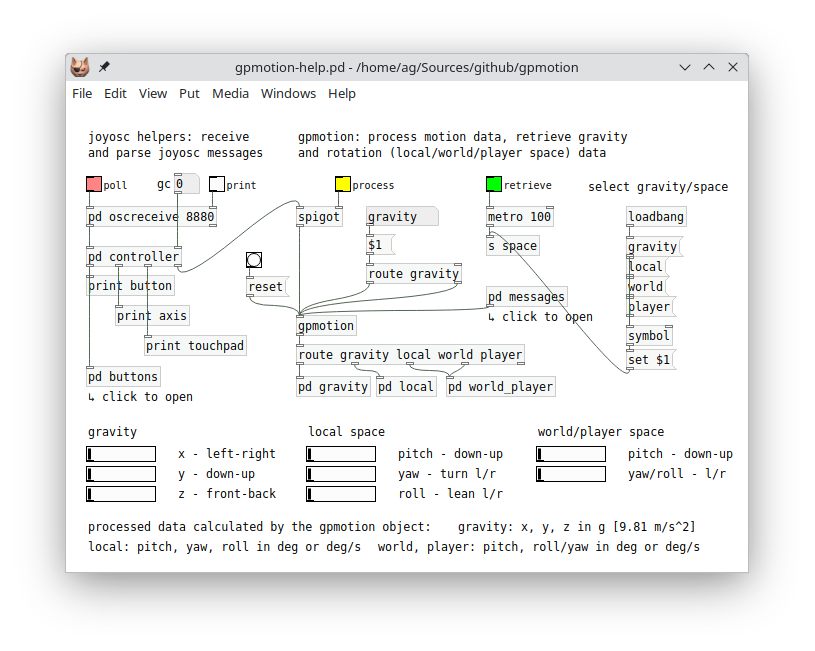 gpmotion-help.pd - /home/ag/Sources/github/gpmotion
File Edit View Put Media Windows Help
joyosc helpers: receive
and parse joyosc messages
gpmotion: process motion data, retrieve gravity
and rotation (local/world/player space) data
poll
gc 0
print
process
retrieve
select gravity/space
pd oscreceive 8880
spigot
gravity
metro 100
loadbang
$1
s space
gravity
pd controller
route gravity
local
print button
reset
world
pd messages
player
print axis
↳ click to open
gpmotion
symbol
print touchpad
route gravity local world player
set $1
pd buttons
pd gravity
pd local
pd world_player
↳ click to open
gravity
local space
world/player space
x - left-right
pitch - down-up
pitch - down-up
y - down-up
yaw - turn l/r
yaw/roll - l/r
z - front-back
roll - lean l/r
processed data calculated by the gpmotion object:
gravity: x, y, z in g [9.81 m/s^2]
local: pitch, yaw, roll in deg or deg/s
world, player: pitch, roll/yaw in deg or deg/s